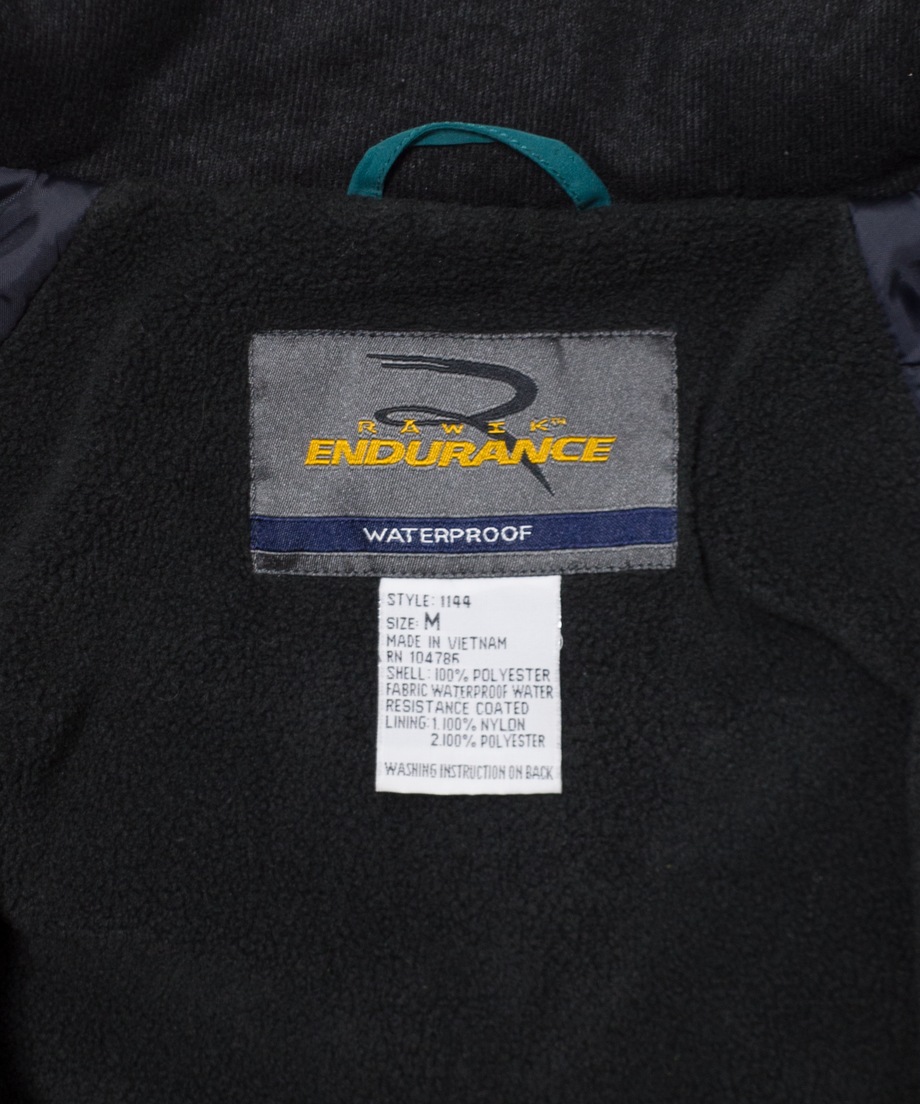 RAWIK™
ENDURANCE
WATERPROOF
STYLE: 1144
SIZE: M
MADE IN VIETNAM
RN 104786
SHELL: 100% POLYESTER
FABRIC WATERPROOF WATER
RESISTANCE COATED
LINING: 1.100% NYLON
2.100% POLYESTER
WASHING INSTRUCTION ON BACK